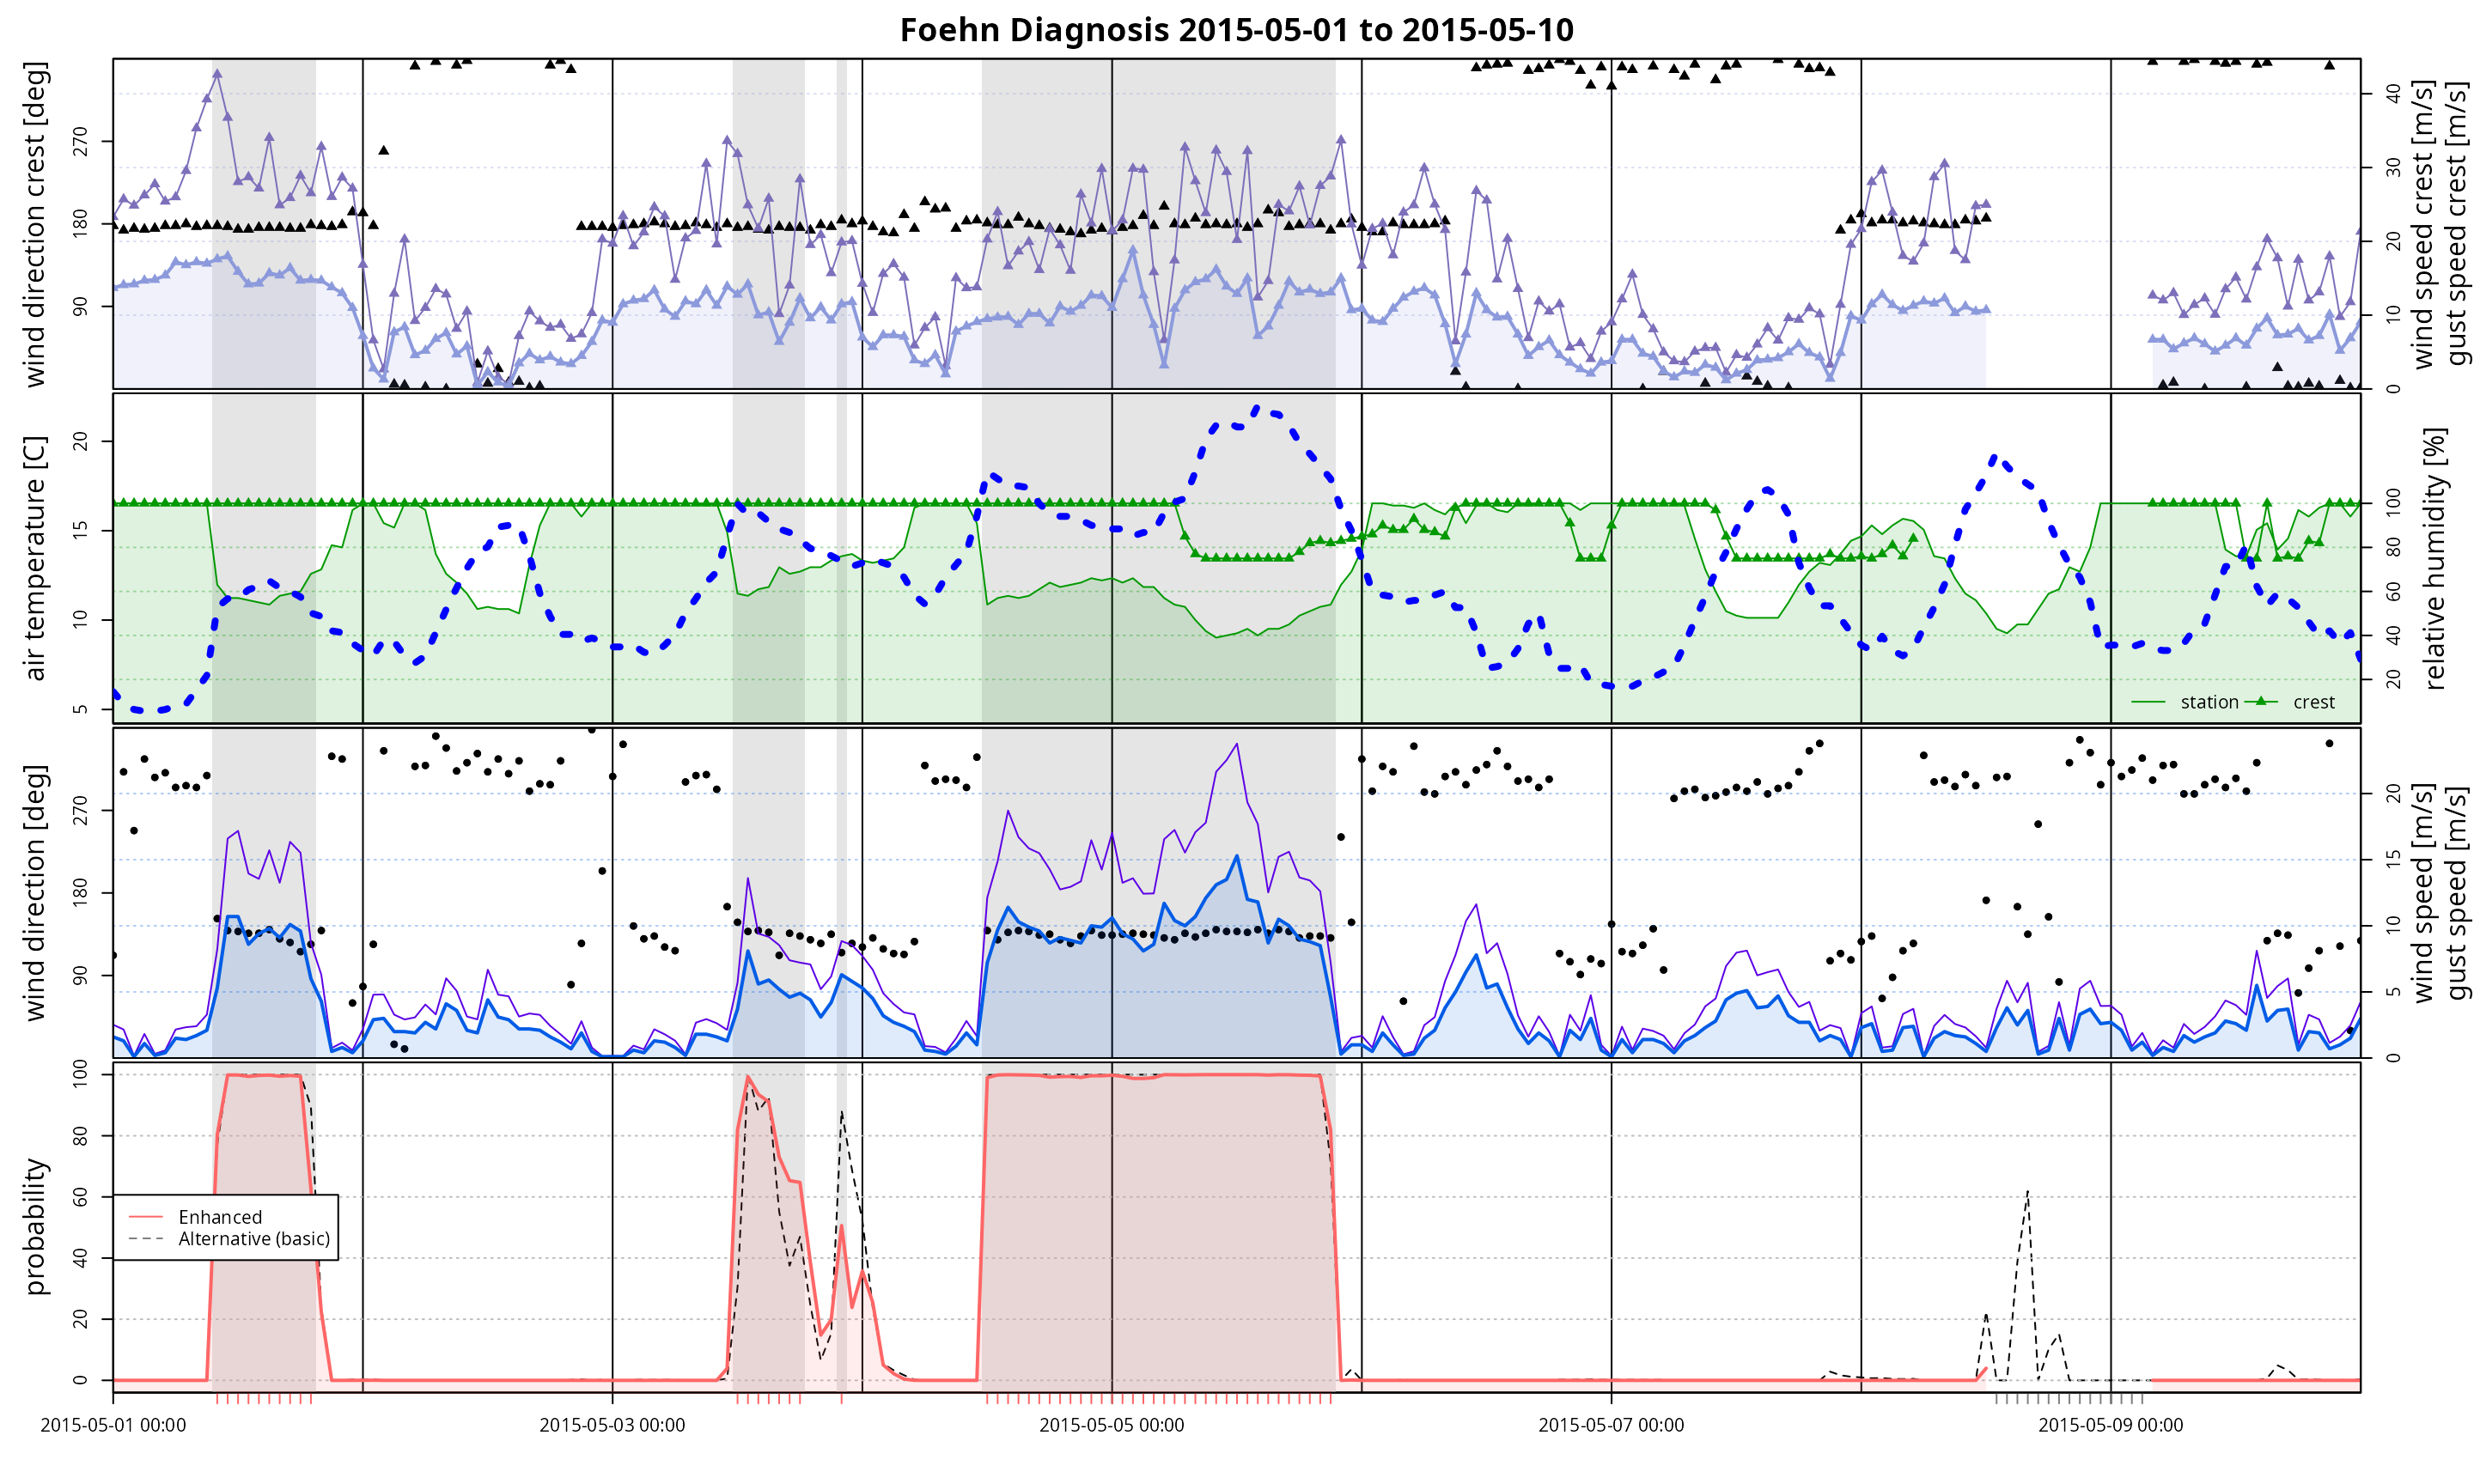 Foehn Diagnosis 2015-05-01 to 2015-05-10
wind direction crest [deg]
90
180
270
0
10
20
30
40
wind speed crest [m/s]
gust speed crest [m/s]
air temperature [C]
5
10
15
20
20
40
60
80
100
relative humidity [%]
station
crest
wind direction [deg]
90
180
270
0
5
10
15
20
wind speed [m/s]
gust speed [m/s]
probability
0
20
40
60
80
100
Enhanced
Alternative (basic)
2015-05-01 00:00
2015-05-03 00:00
2015-05-05 00:00
2015-05-07 00:00
2015-05-09 00:00